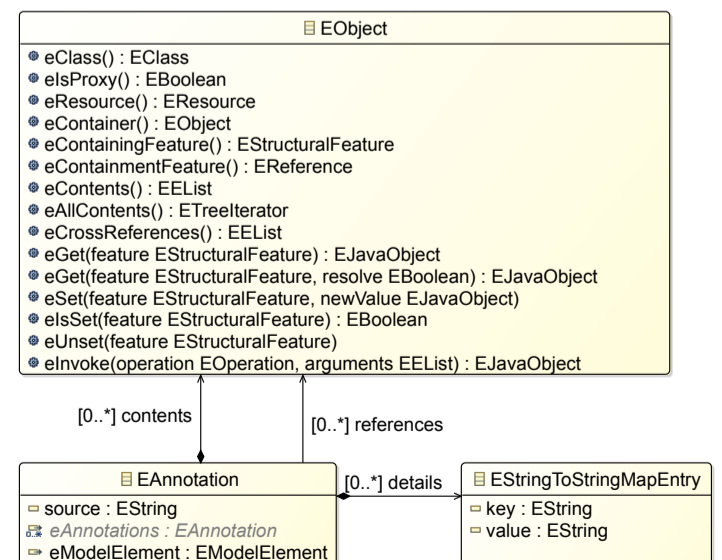 EObject
eClass() : EClass
eIsProxy() : EBoolean
eResource() : EResource
eContainer() : EObject
eContainingFeature() : EStructuralFeature
eContainmentFeature() : EReference
eContents() : EEList
eAllContents() : ETreeIterator
eCrossReferences() : EEList
eGet(feature EStructuralFeature) : EJavaObject
eGet(feature EStructuralFeature, resolve EBoolean) : EJavaObject
eSet(feature EStructuralFeature, newValue EJavaObject)
eIsSet(feature EStructuralFeature) : EBoolean
eUnset(feature EStructuralFeature)
eInvoke(operation EOperation, arguments EEList) : EJavaObject
[0..*] contents
[0..*] references
EAnnotation
source : EString
eAnnotations : EAnnotation
eModelElement : EModelElement
[0..*] details
EStringToStringMapEntry
key : EString
value : EString